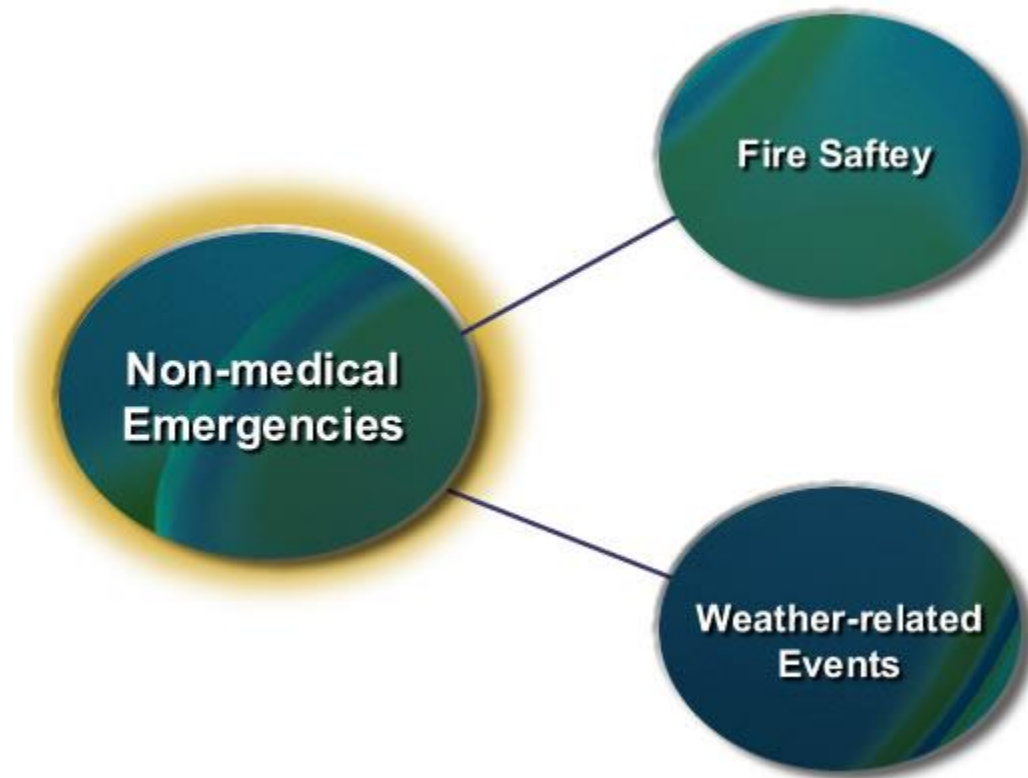 Fire Saftey
Non-medical
Emergencies
Weather-related
Events